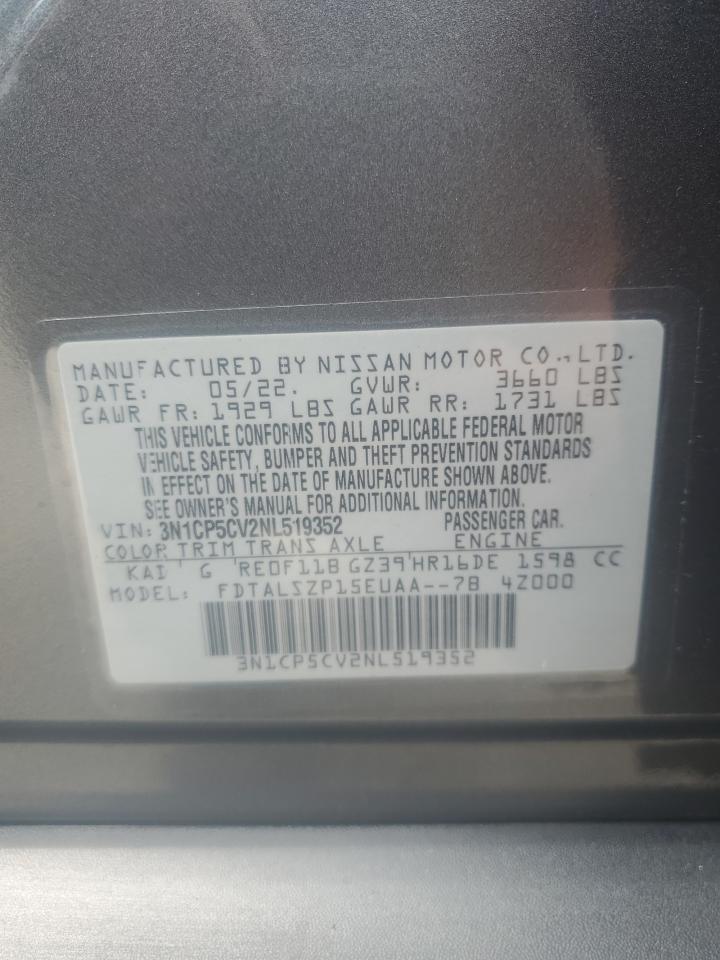 MANUFACTURED BY NISSAN MOTOR CO.,LTD.
DATE: 05/22. GVWR: 3660 LBS
GAWR FR: 1929 LBS GAWR RR: 1731 LBS
THIS VEHICLE CONFORMS TO ALL APPLICABLE FEDERAL MOTOR
VEHICLE SAFETY, BUMPER AND THEFT PREVENTION STANDARDS
IN EFFECT ON THE DATE OF MANUFACTURE SHOWN ABOVE.
SEE OWNER'S MANUAL FOR ADDITIONAL INFORMATION.
VIN: 3N1CP5CV2NL519352 PASSENGER CAR.
COLOR TRIM TRANS AXLE ENGINE
KAD G RE0F11B GZ39 HR16DE 1598 CC
MODEL: FDTALSZP15EUAA--7B 4Z000
3N1CP5CV2NL519352